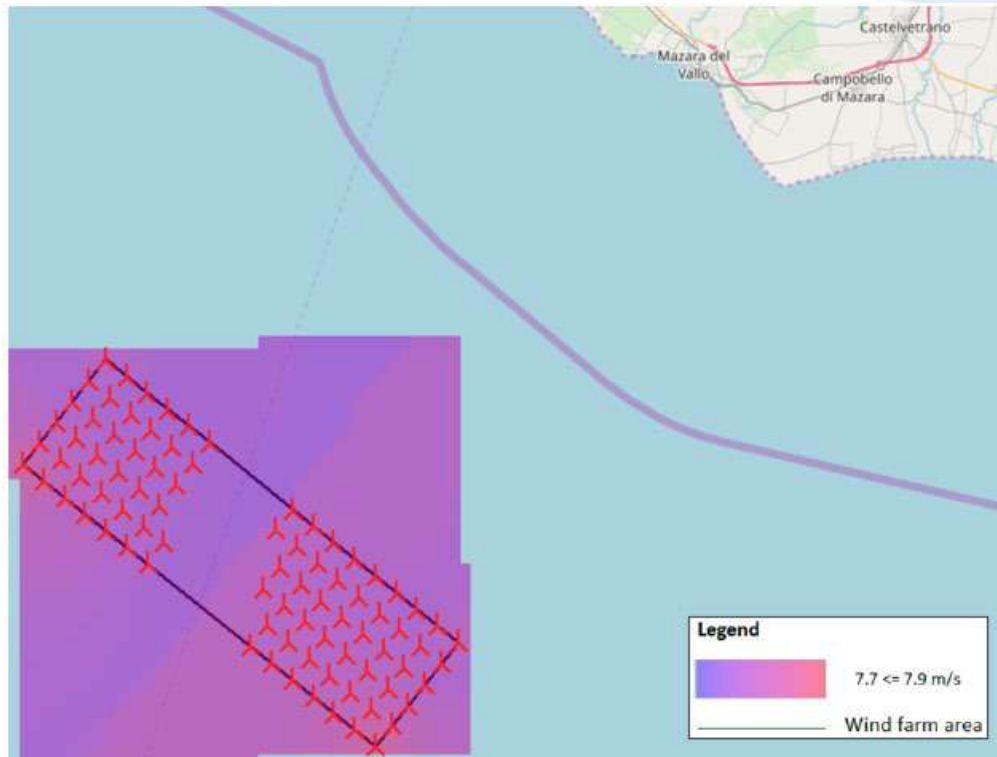 Castelvetrano
Mazara del
Vallo
Campobello
di Mazara
Legend
7.7 <= 7.9 m/s
Wind farm area